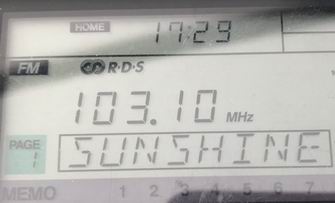 HOME 17:29
FM RDS
103.10 MHz
PAGE 1 SUNSHINE
MEMO 1 2 3 4 5 6 7